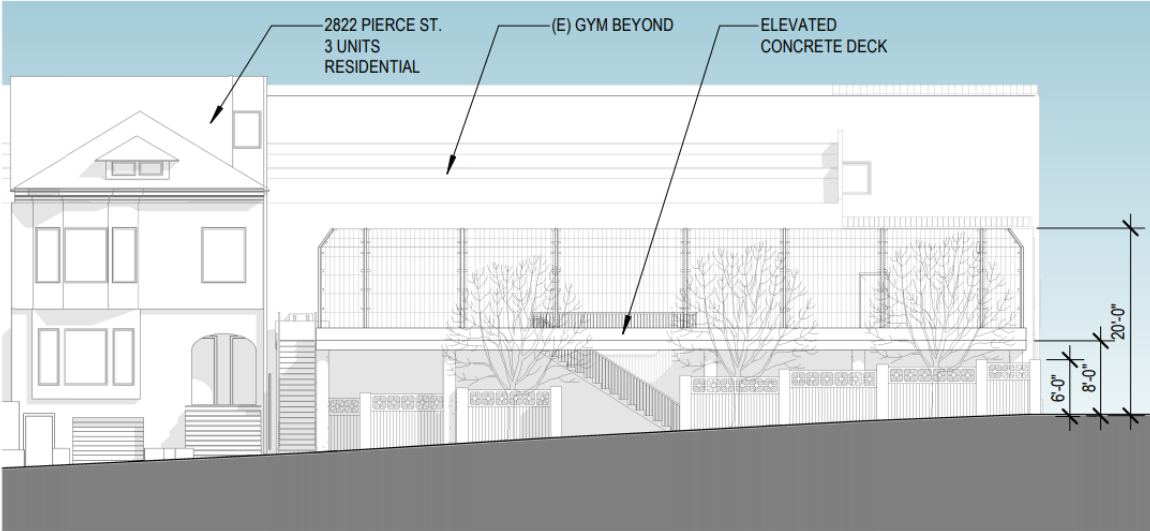 2822 PIERCE ST.
3 UNITS
RESIDENTIAL
(E) GYM BEYOND
ELEVATED
CONCRETE DECK
6'-0"
8'-0"
20'-0"